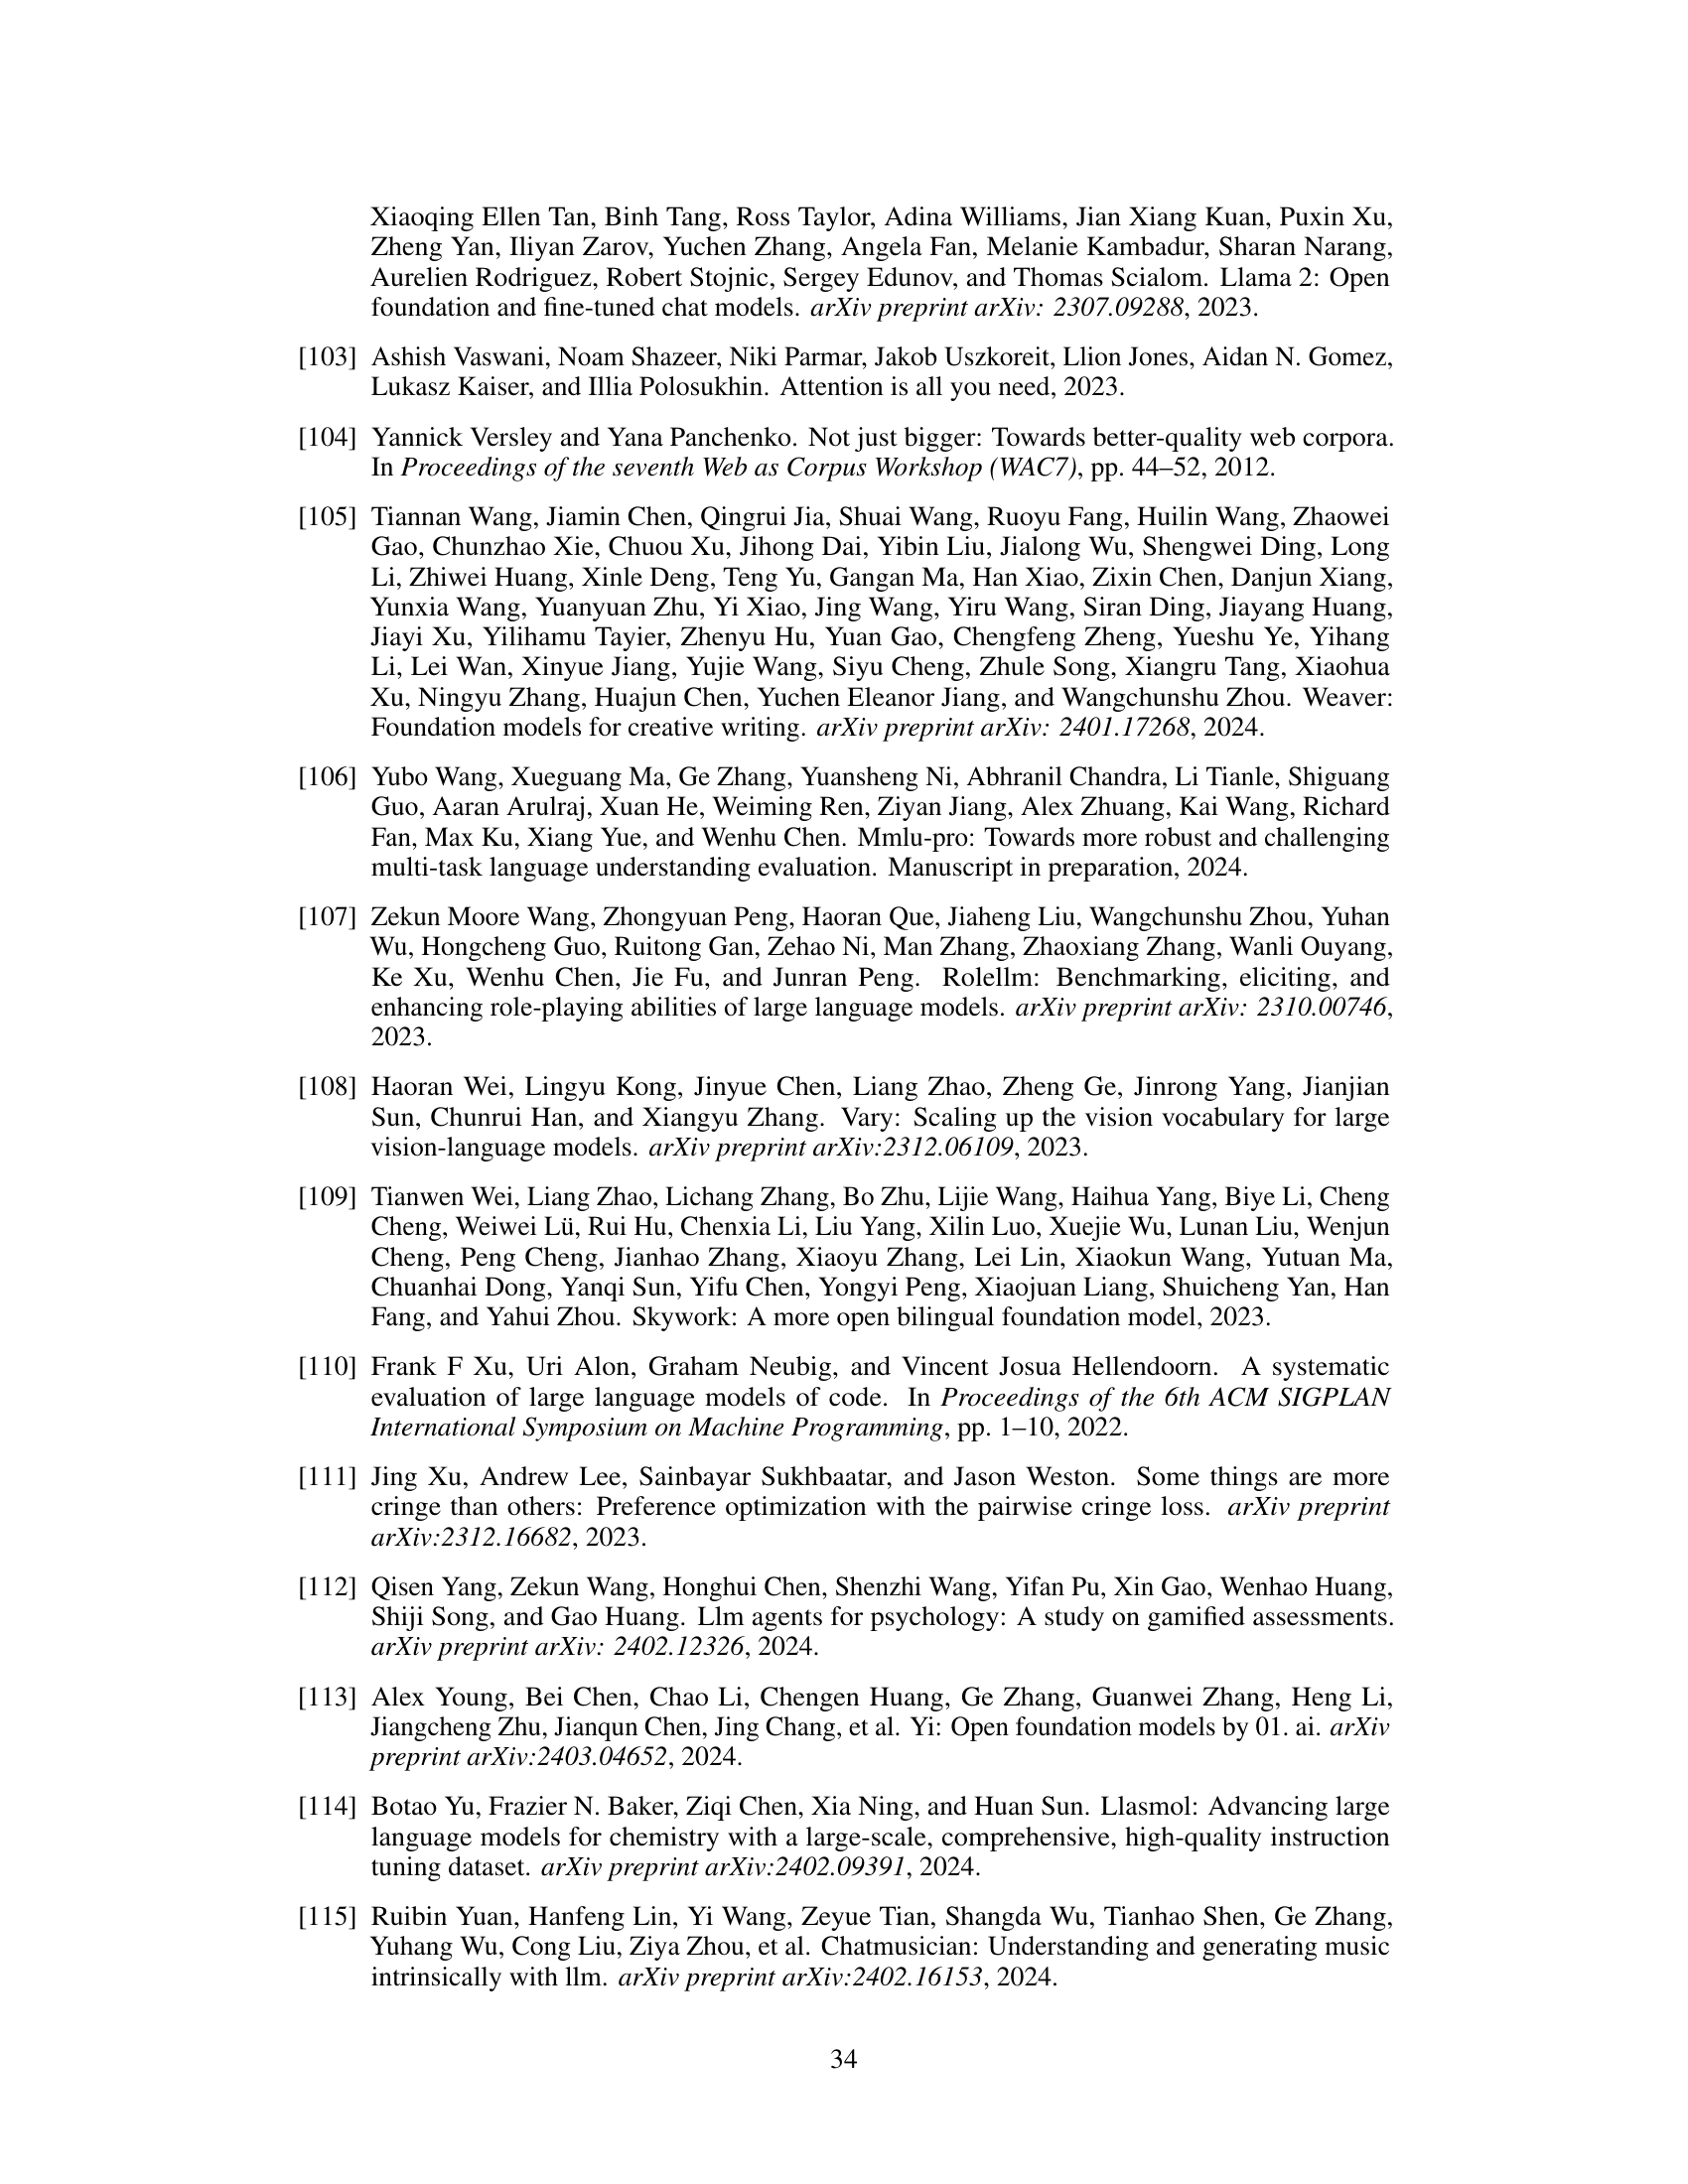 Xiaoqing Ellen Tan, Binh Tang, Ross Taylor, Adina Williams, Jian Xiang Kuan, Puxin Xu,
Zheng Yan, Iliyan Zarov, Yuchen Zhang, Angela Fan, Melanie Kambadur, Sharan Narang,
Aurelien Rodriguez, Robert Stojnic, Sergey Edunov, and Thomas Scialom. Llama 2: Open
foundation and fine-tuned chat models. arXiv preprint arXiv: 2307.09288, 2023.
[103] Ashish Vaswani, Noam Shazeer, Niki Parmar, Jakob Uszkoreit, Llion Jones, Aidan N. Gomez,
Lukasz Kaiser, and Illia Polosukhin. Attention is all you need, 2023.
[104] Yannick Versley and Yana Panchenko. Not just bigger: Towards better-quality web corpora.
In Proceedings of the seventh Web as Corpus Workshop (WAC7), pp. 44–52, 2012.
[105] Tiannan Wang, Jiamin Chen, Qingrui Jia, Shuai Wang, Ruoyu Fang, Huilin Wang, Zhaowei
Gao, Chunzhao Xie, Chuou Xu, Jihong Dai, Yibin Liu, Jialong Wu, Shengwei Ding, Long
Li, Zhiwei Huang, Xinle Deng, Teng Yu, Gangan Ma, Han Xiao, Zixin Chen, Danjun Xiang,
Yunxia Wang, Yuanyuan Zhu, Yi Xiao, Jing Wang, Yiru Wang, Siran Ding, Jiayang Huang,
Jiayi Xu, Yilihamu Tayier, Zhenyu Hu, Yuan Gao, Chengfeng Zheng, Yueshu Ye, Yihang
Li, Lei Wan, Xinyue Jiang, Yujie Wang, Siyu Cheng, Zhule Song, Xiangru Tang, Xiaohua
Xu, Ningyu Zhang, Huajun Chen, Yuchen Eleanor Jiang, and Wangchunshu Zhou. Weaver:
Foundation models for creative writing. arXiv preprint arXiv: 2401.17268, 2024.
[106] Yubo Wang, Xueguang Ma, Ge Zhang, Yuansheng Ni, Abhranil Chandra, Li Tianle, Shiguang
Guo, Aaran Arulraj, Xuan He, Weiming Ren, Ziyan Jiang, Alex Zhuang, Kai Wang, Richard
Fan, Max Ku, Xiang Yue, and Wenhu Chen. Mmlu-pro: Towards more robust and challenging
multi-task language understanding evaluation. Manuscript in preparation, 2024.
[107] Zekun Moore Wang, Zhongyuan Peng, Haoran Que, Jiaheng Liu, Wangchunshu Zhou, Yuhan
Wu, Hongcheng Guo, Ruitong Gan, Zehao Ni, Man Zhang, Zhaoxiang Zhang, Wanli Ouyang,
Ke Xu, Wenhu Chen, Jie Fu, and Junran Peng. Rolellm: Benchmarking, eliciting, and
enhancing role-playing abilities of large language models. arXiv preprint arXiv: 2310.00746,
2023.
[108] Haoran Wei, Lingyu Kong, Jinyue Chen, Liang Zhao, Zheng Ge, Jinrong Yang, Jianjian
Sun, Chunrui Han, and Xiangyu Zhang. Vary: Scaling up the vision vocabulary for large
vision-language models. arXiv preprint arXiv:2312.06109, 2023.
[109] Tianwen Wei, Liang Zhao, Lichang Zhang, Bo Zhu, Lijie Wang, Haihua Yang, Biye Li, Cheng
Cheng, Weiwei Lü, Rui Hu, Chenxia Li, Liu Yang, Xilin Luo, Xuejie Wu, Lunan Liu, Wenjun
Cheng, Peng Cheng, Jianhao Zhang, Xiaoyu Zhang, Lei Lin, Xiaokun Wang, Yutuan Ma,
Chuanhai Dong, Yanqi Sun, Yifu Chen, Yongyi Peng, Xiaojuan Liang, Shuicheng Yan, Han
Fang, and Yahui Zhou. Skywork: A more open bilingual foundation model, 2023.
[110] Frank F Xu, Uri Alon, Graham Neubig, and Vincent Josua Hellendoorn. A systematic
evaluation of large language models of code. In Proceedings of the 6th ACM SIGPLAN
International Symposium on Machine Programming, pp. 1–10, 2022.
[111] Jing Xu, Andrew Lee, Sainbayar Sukhbaatar, and Jason Weston. Some things are more
cringe than others: Preference optimization with the pairwise cringe loss. arXiv preprint
arXiv:2312.16682, 2023.
[112] Qisen Yang, Zekun Wang, Honghui Chen, Shenzhi Wang, Yifan Pu, Xin Gao, Wenhao Huang,
Shiji Song, and Gao Huang. Llm agents for psychology: A study on gamified assessments.
arXiv preprint arXiv: 2402.12326, 2024.
[113] Alex Young, Bei Chen, Chao Li, Chengen Huang, Ge Zhang, Guanwei Zhang, Heng Li,
Jiangcheng Zhu, Jianqun Chen, Jing Chang, et al. Yi: Open foundation models by 01. ai. arXiv
preprint arXiv:2403.04652, 2024.
[114] Botao Yu, Frazier N. Baker, Ziqi Chen, Xia Ning, and Huan Sun. Llasmol: Advancing large
language models for chemistry with a large-scale, comprehensive, high-quality instruction
tuning dataset. arXiv preprint arXiv:2402.09391, 2024.
[115] Ruibin Yuan, Hanfeng Lin, Yi Wang, Zeyue Tian, Shangda Wu, Tianhao Shen, Ge Zhang,
Yuhang Wu, Cong Liu, Ziya Zhou, et al. Chatmusician: Understanding and generating music
intrinsically with llm. arXiv preprint arXiv:2402.16153, 2024.
34